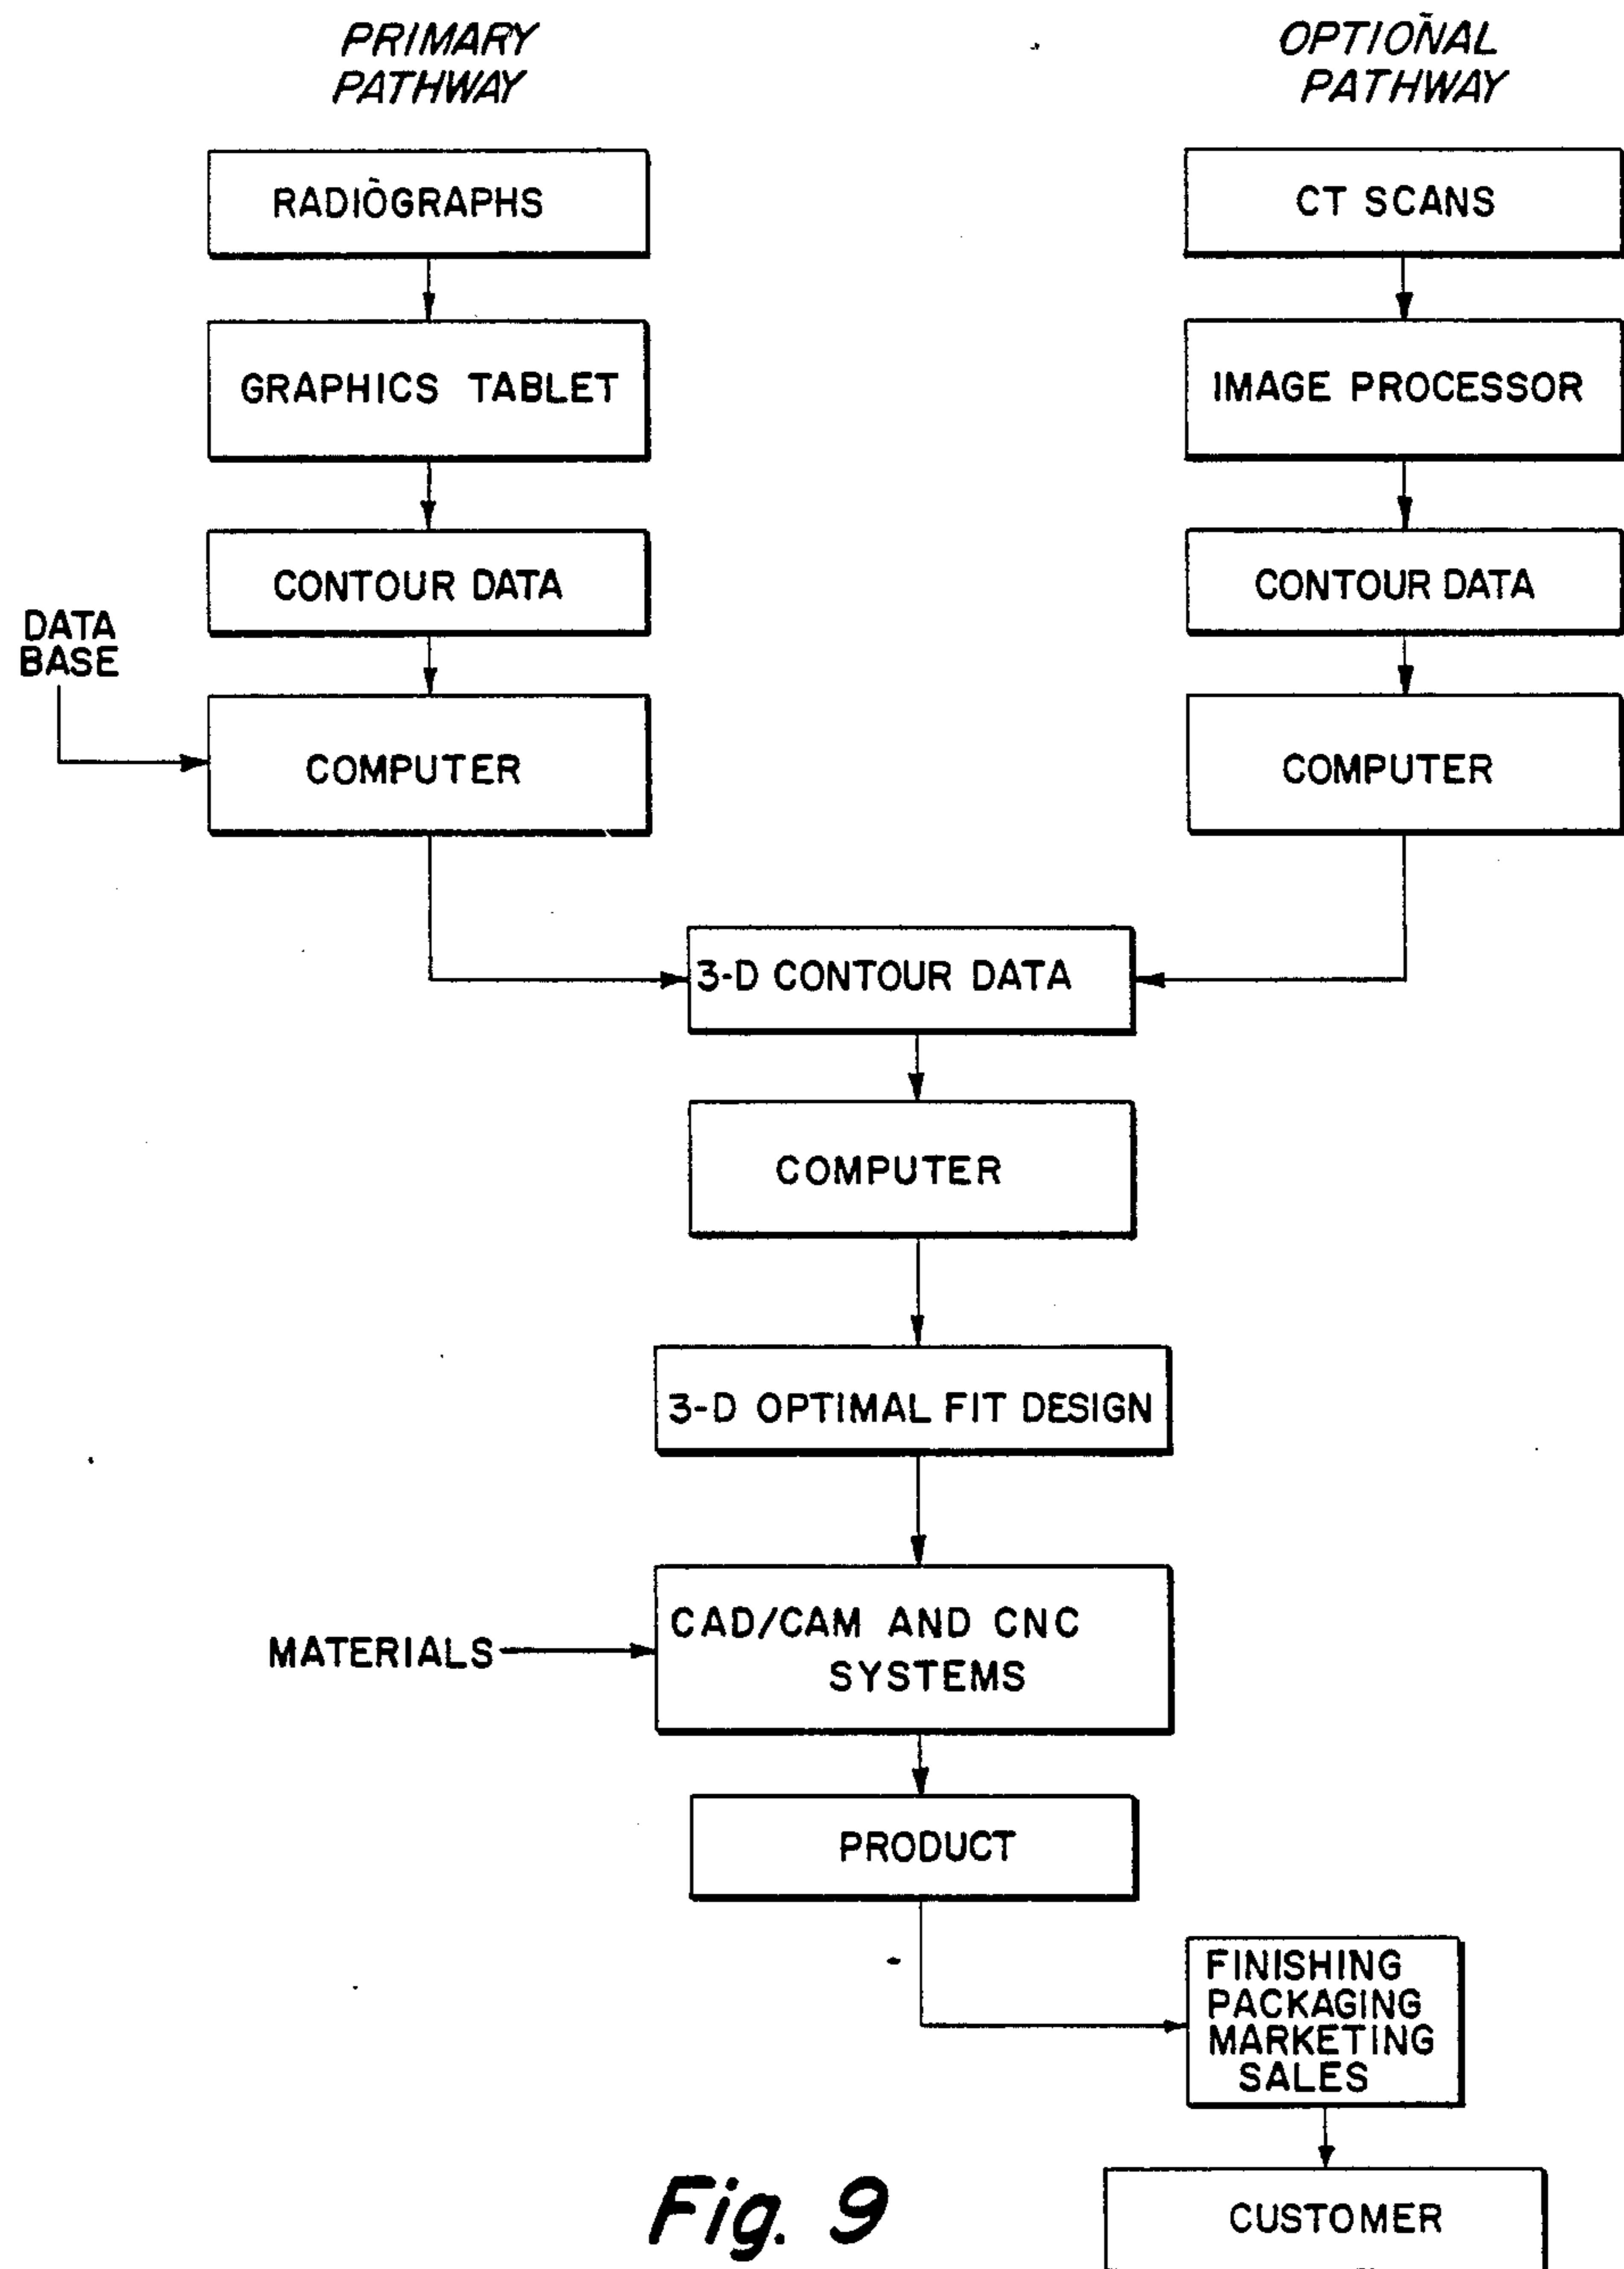 PRIMARY
PATHWAY
OPTIONAL
PATHWAY
RADIOGRAPHS
CT SCANS
GRAPHICS TABLET
IMAGE PROCESSOR
CONTOUR DATA
CONTOUR DATA
DATA
BASE
COMPUTER
COMPUTER
3-D CONTOUR DATA
COMPUTER
3-D OPTIMAL FIT DESIGN
MATERIALS
CAD/CAM AND CNC
SYSTEMS
PRODUCT
FINISHING
PACKAGING
MARKETING
SALES
CUSTOMER
Fig. 9